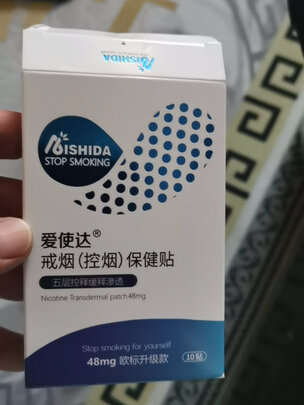 AISHIDA
AISHIDA
STOP SMOKING
爱使达®
戒烟(控烟)保健贴
五层控释缓释渗透
Nicotine Transdermal patch48mg
Stop smoking for yourself
48mg 欧标升级款
10贴